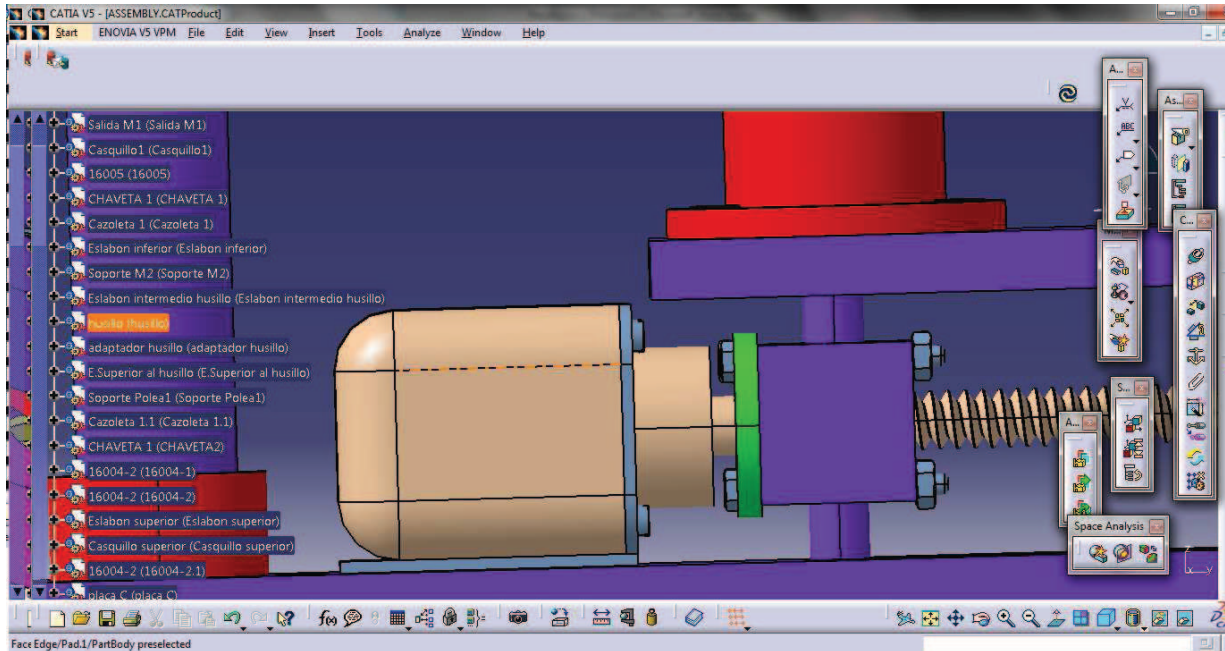 CATIA V5 - [ASSEMBLY.CATProduct]
Start ENOVIA V5 VPM File Edit View Insert Tools Analyze Window Help
A...
As...
Salida M1 (Salida M1)
ABC
Casquillo1 (Casquillo1)
16005 (16005)
CHAVETA 1 (CHAVETA 1)
Cazoleta 1 (Cazoleta 1)
C...
Eslabon inferior (Eslabon inferior)
Soporte M2 (Soporte M2)
Eslabon intermedio husillo (Eslabon intermedio husillo)
husillo (husillo)
adaptador husillo (adaptador husillo)
E.Superior al husillo (E.Superior al husillo)
S...
Soporte Polea1 (Soporte Polea1)
Cazoleta 1.1 (Cazoleta 1.1)
A...
CHAVETA 1 (CHAVETA2)
16004-2 (16004-1)
16004-2 (16004-2)
Eslabon superior (Eslabon superior)
Space Analysis
Casquillo superior (Casquillo superior)
16004-2 (16004-2.1)
placa C (placa C)
f(x)
Edge/Pad.1/PartBody preselected